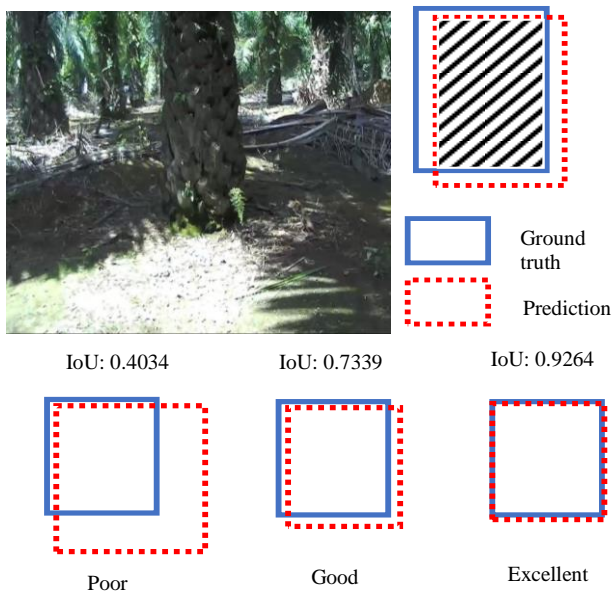 Ground
truth
Prediction
IoU: 0.4034 IoU: 0.7339 IoU: 0.9264
Poor Good Excellent